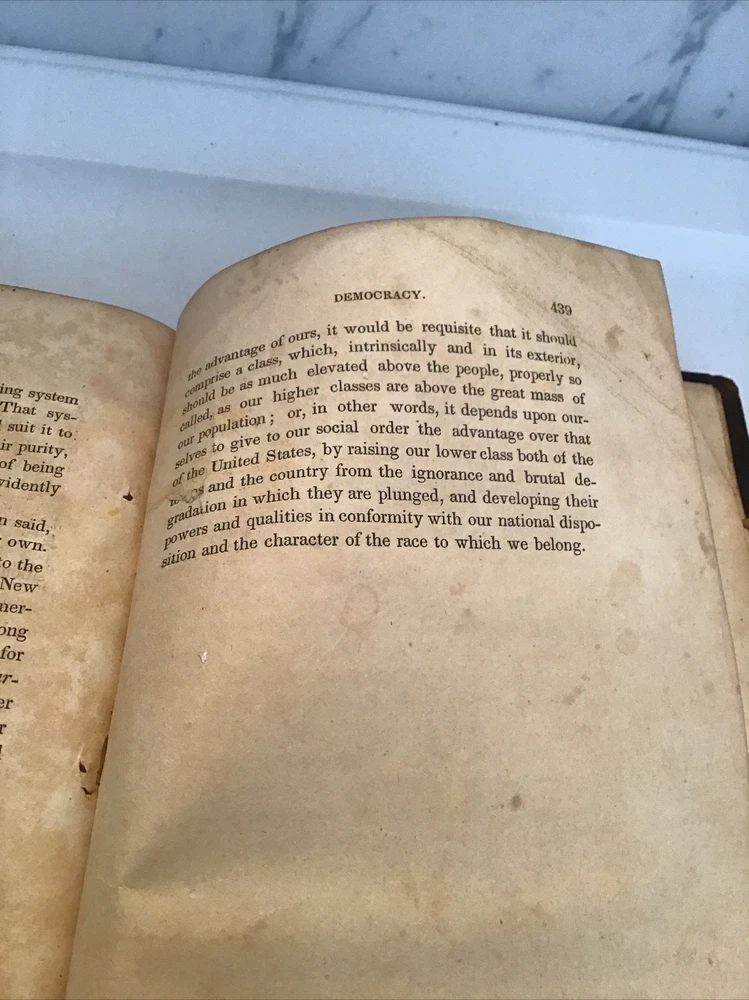 ing system
That sys-
suit it to
ir purity,
of being
vidently
n said,
own.
to the
New
mer-
ong
for
ur-
er
r
DEMOCRACY.
439
the advantage of ours, it would be requisite that it should
comprise a class, which, intrinsically and in its exterior,
should be as much elevated above the people, properly so
called, as our higher classes are above the great mass of
our population; or, in other words, it depends upon our-
selves to give to our social order the advantage over that
of the United States, by raising our lower class both of the
and the country from the ignorance and brutal de-
gradation in which they are plunged, and developing their
powers and qualities in conformity with our national dispo-
sition and the character of the race to which we belong.